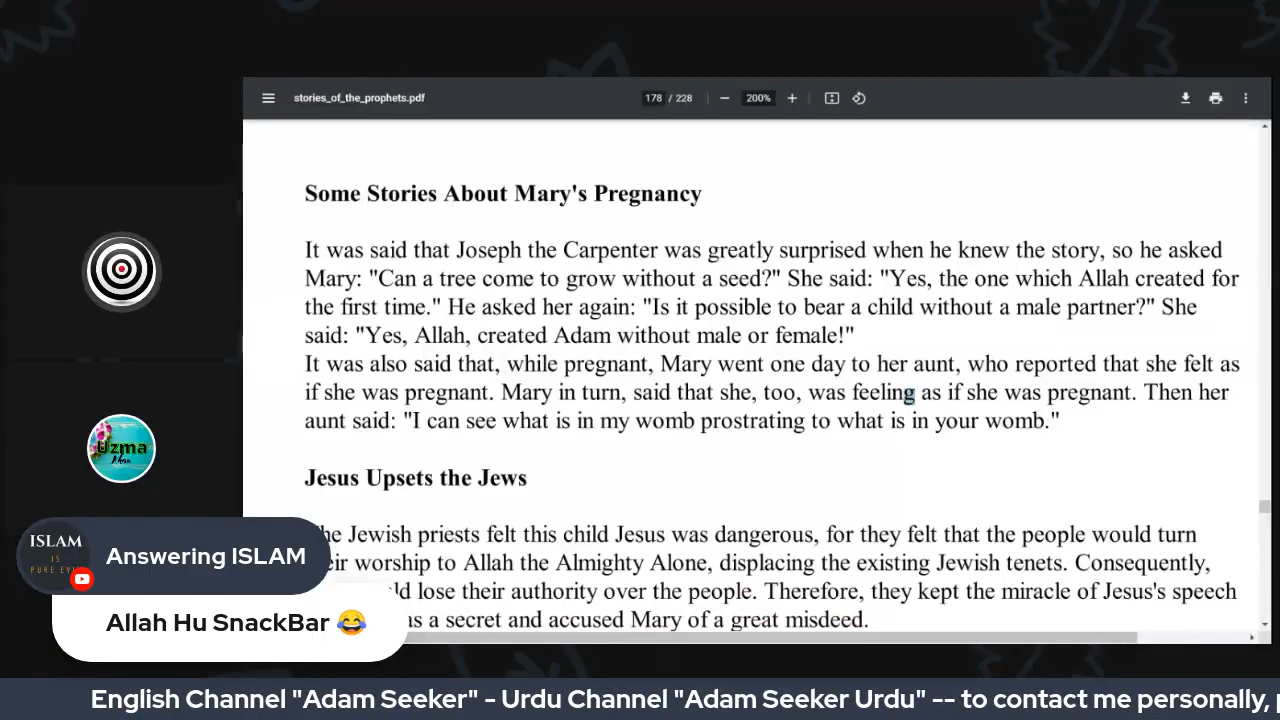 stories_of_the_prophets.pdf
178 / 228
200%
Some Stories About Mary's Pregnancy
It was said that Joseph the Carpenter was greatly surprised when he knew the story, so he asked
Mary: "Can a tree come to grow without a seed?" She said: "Yes, the one which Allah created for
the first time." He asked her again: "Is it possible to bear a child without a male partner?" She
said: "Yes, Allah, created Adam without male or female!"
It was also said that, while pregnant, Mary went one day to her aunt, who reported that she felt as
if she was pregnant. Mary in turn, said that she, too, was feeling as if she was pregnant. Then her
aunt said: "I can see what is in my womb prostrating to what is in your womb."
Jesus Upsets the Jews
he Jewish priests felt this child Jesus was dangerous, for they felt that the people would turn
eir worship to Allah the Almighty Alone, displacing the existing Jewish tenets. Consequently,
ld lose their authority over the people. Therefore, they kept the miracle of Jesus's speech
as a secret and accused Mary of a great misdeed.
Uzma
ISLAM
IS
PURE EVIL
Answering ISLAM
Allah Hu SnackBar 😂
English Channel "Adam Seeker" - Urdu Channel "Adam Seeker Urdu" -- to contact me personally,